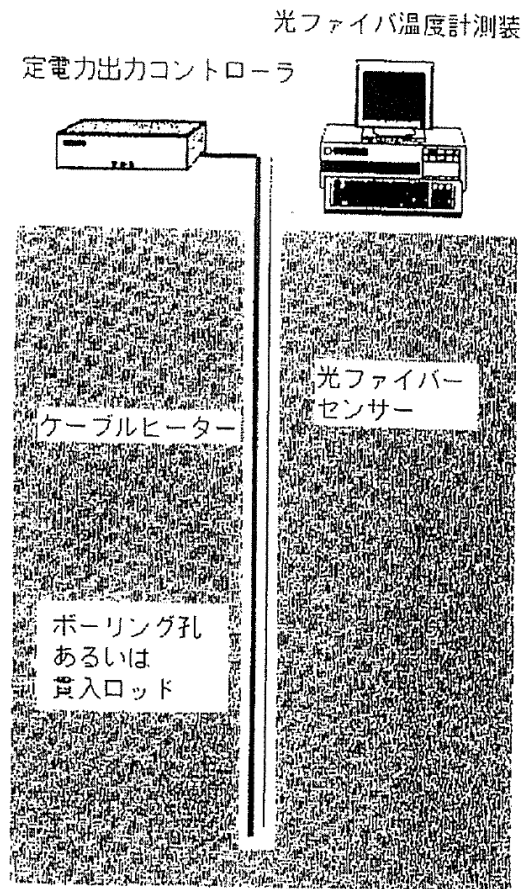 光ファイバ温度計測装
定電力出力コントローラ
光ファイバー
センサー
ケーブルヒーター
ボーリング孔
あるいは
貫入ロッド